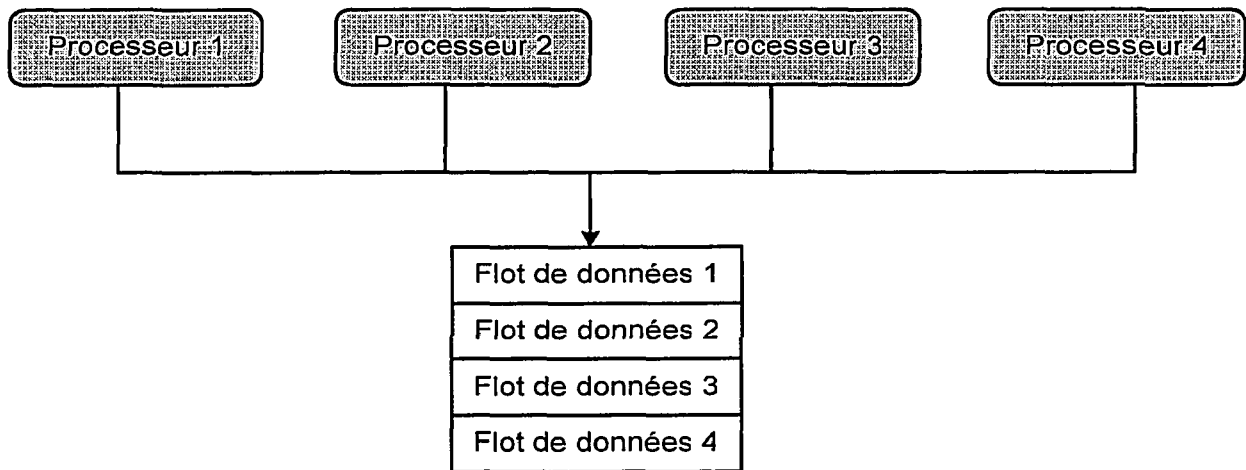 Processeur 1
Processeur 2
Processeur 3
Processeur 4
Flot de données 1
Flot de données 2
Flot de données 3
Flot de données 4